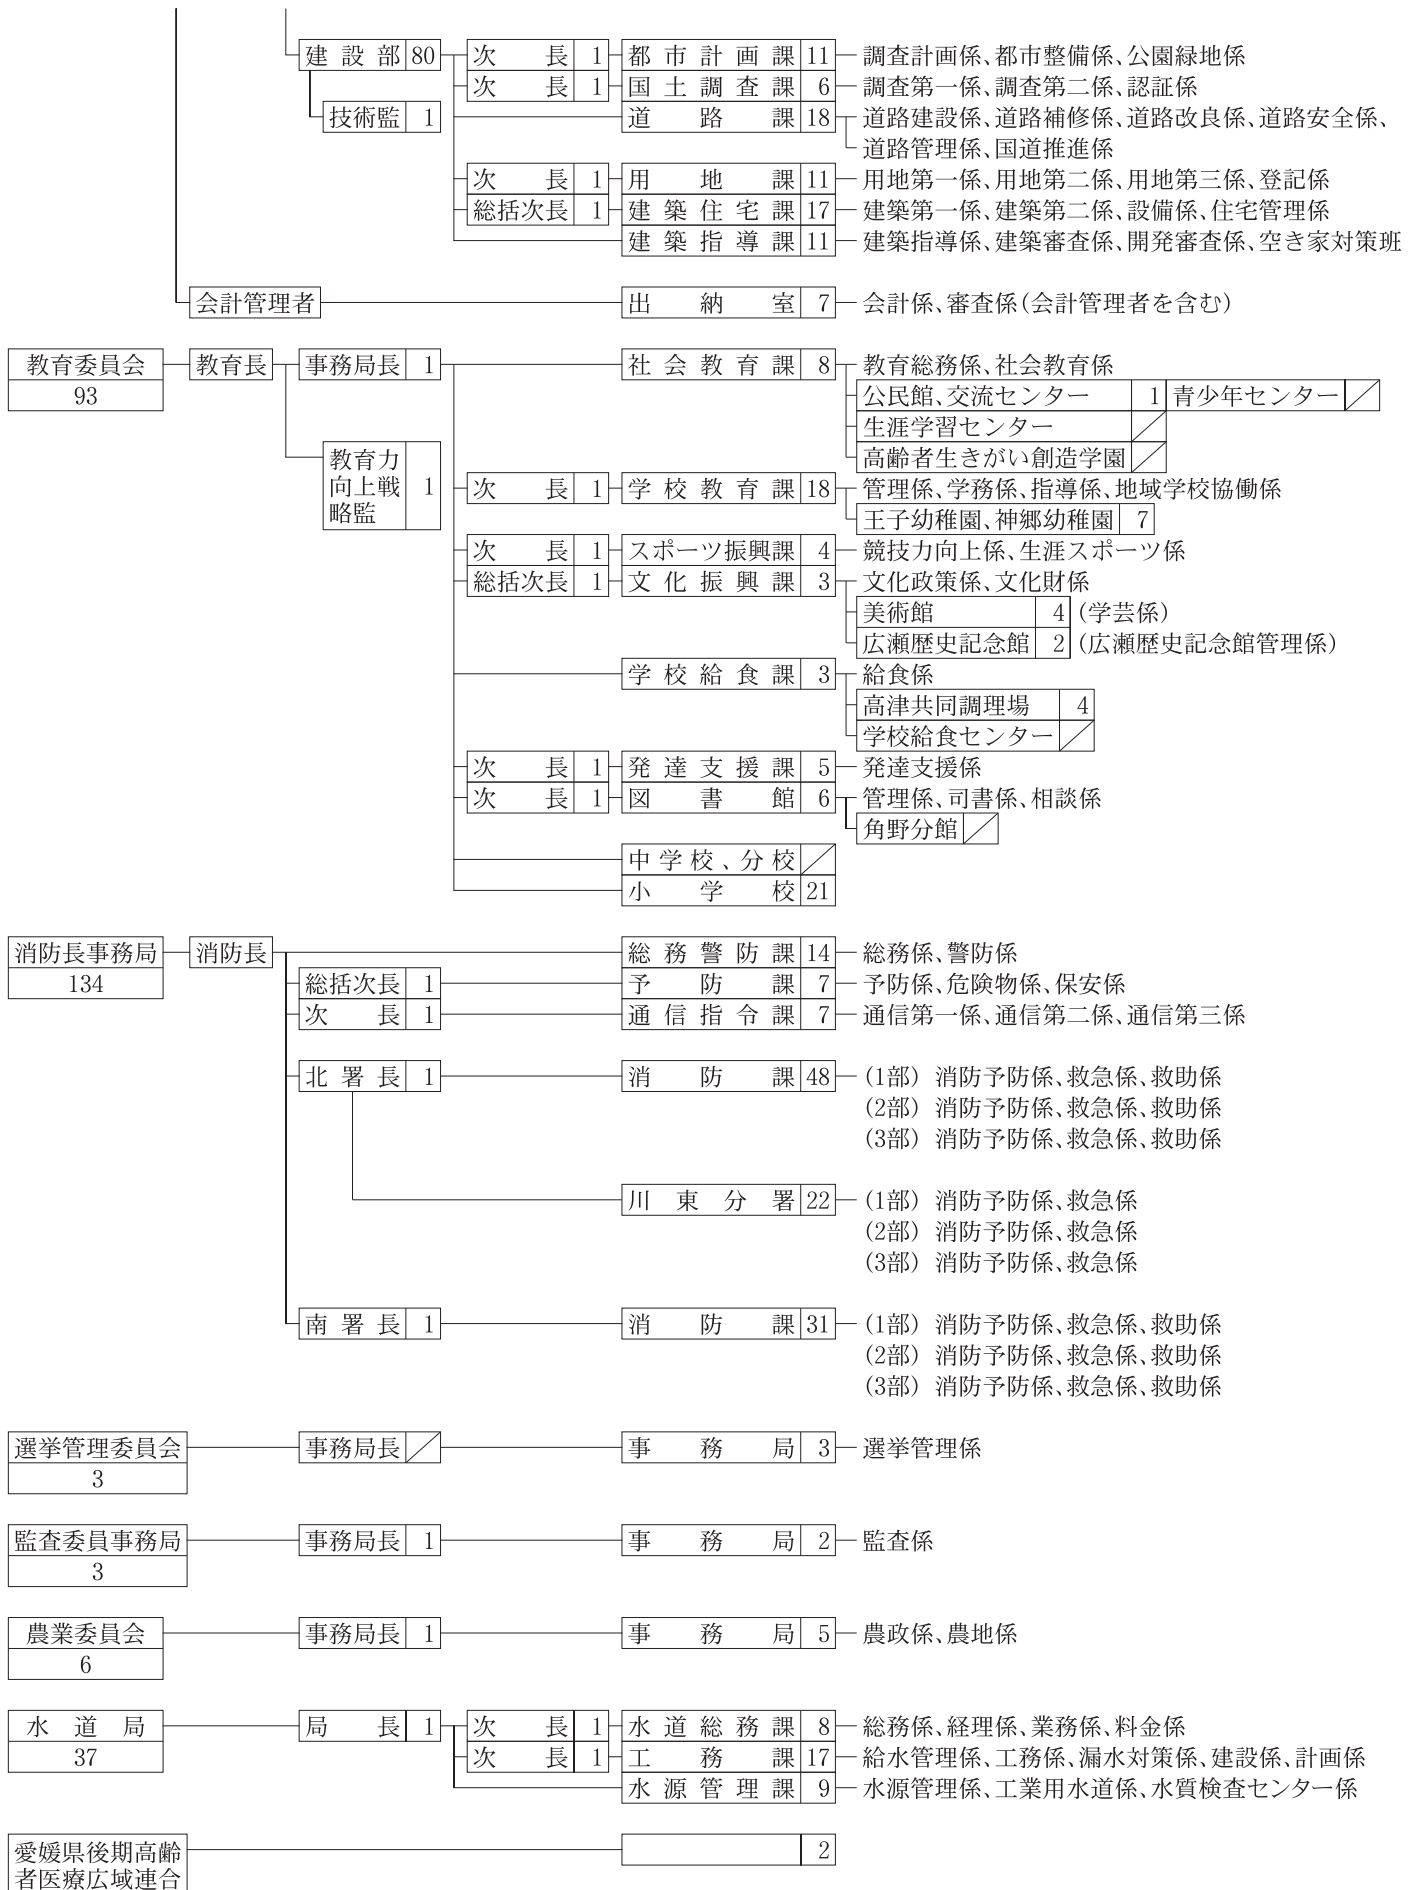 建設部 80 次長 1 都市計画課 11 調査計画係、都市整備係、公園緑地係
次長 1 国土調査課 6 調査第一係、調査第二係、認証係
技術監 1 道路課 18 道路建設係、道路補修係、道路改良係、道路安全係、
道路管理係、国道推進係
次長 1 用地課 11 用地第一係、用地第二係、用地第三係、登記係
総括次長 1 建築住宅課 17 建築第一係、建築第二係、設備係、住宅管理係
建築指導課 11 建築指導係、建築審査係、開発審査係、空き家対策班
会計管理者 出納室 7 会計係、審査係(会計管理者を含む)
教育委員会 教育長 事務局長 1 社会教育課 8 教育総務係、社会教育係
93 公民館、交流センター 1 青少年センター
生涯学習センター
高齢者生きがい創造学園
教育力
向上戦 1
略監
次長 1 学校教育課 18 管理係、学務係、指導係、地域学校協働係
王子幼稚園、神郷幼稚園 7
次長 1 スポーツ振興課 4 競技力向上係、生涯スポーツ係
総括次長 1 文化振興課 3 文化政策係、文化財係
美術館 4 (学芸係)
広瀬歴史記念館 2 (広瀬歴史記念館管理係)
学校給食課 3 給食係
高津共同調理場 4
学校給食センター
次長 1 発達支援課 5 発達支援係
次長 1 図書館 6 管理係、司書係、相談係
角野分館
中学校、分校
小学校 21
消防長事務局 消防長 総務警防課 14 総務係、警防係
134 総括次長 1 予防課 7 予防係、危険物係、保安係
次長 1 通信指令課 7 通信第一係、通信第二係、通信第三係
北署長 1 消防課 48 (1部) 消防予防係、救急係、救助係
(2部) 消防予防係、救急係、救助係
(3部) 消防予防係、救急係、救助係
川東分署 22 (1部) 消防予防係、救急係
(2部) 消防予防係、救急係
(3部) 消防予防係、救急係
南署長 1 消防課 31 (1部) 消防予防係、救急係、救助係
(2部) 消防予防係、救急係、救助係
(3部) 消防予防係、救急係、救助係
選挙管理委員会 事務局長 事務局 3 選挙管理係
3
監査委員事務局 事務局長 1 事務局 2 監査係
3
農業委員会 事務局長 1 事務局 5 農政係、農地係
6
水道局 局長 1 次長 1 水道総務課 8 総務係、経理係、業務係、料金係
37 次長 1 工務課 17 給水管理係、工務係、漏水対策係、建設係、計画係
水源管理課 9 水源管理係、工業用水道係、水質検査センター係
愛媛県後期高齢 2
者医療広域連合